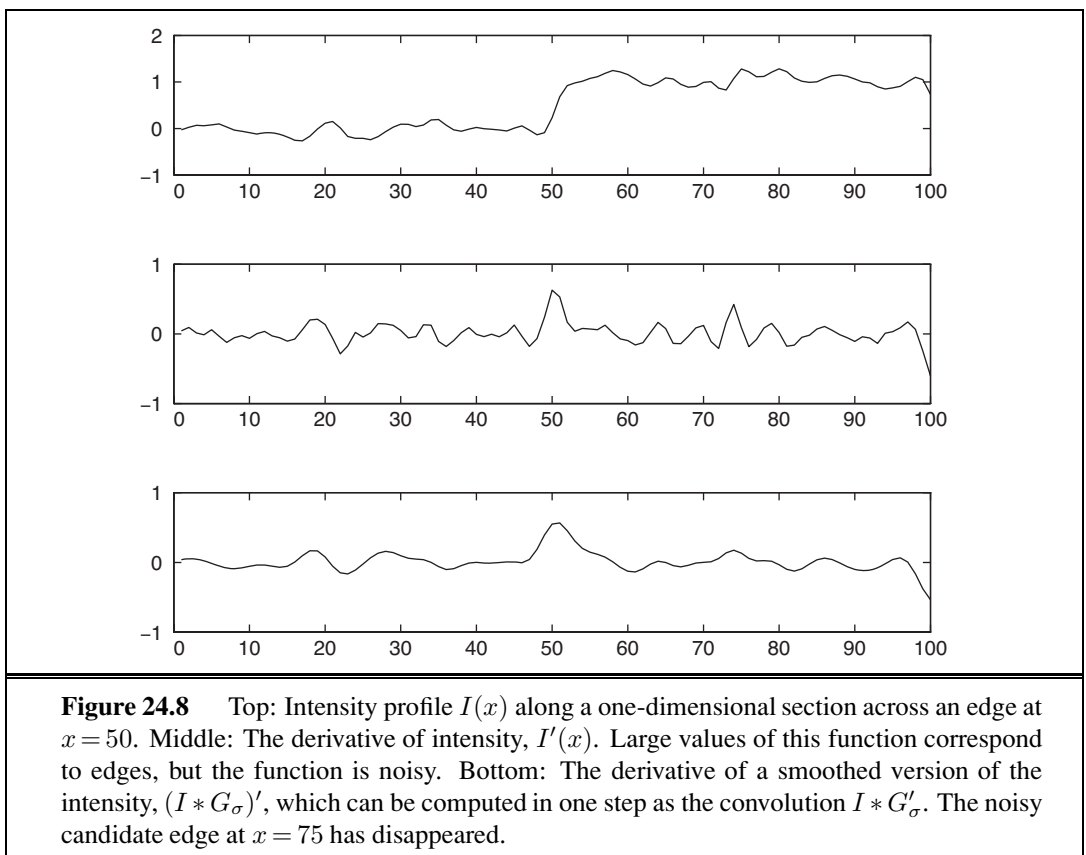 2
1
0
−1
0 10 20 30 40 50 60 70 80 90 100
1
0
−1
0 10 20 30 40 50 60 70 80 90 100
1
0
−1
0 10 20 30 40 50 60 70 80 90 100
Figure 24.8 Top: Intensity profile I(x) along a one-dimensional section across an edge at
x = 50. Middle: The derivative of intensity, I′(x). Large values of this function correspond
to edges, but the function is noisy. Bottom: The derivative of a smoothed version of the
intensity, (I ∗ Gσ)′, which can be computed in one step as the convolution I ∗ G′σ. The noisy
candidate edge at x = 75 has disappeared.